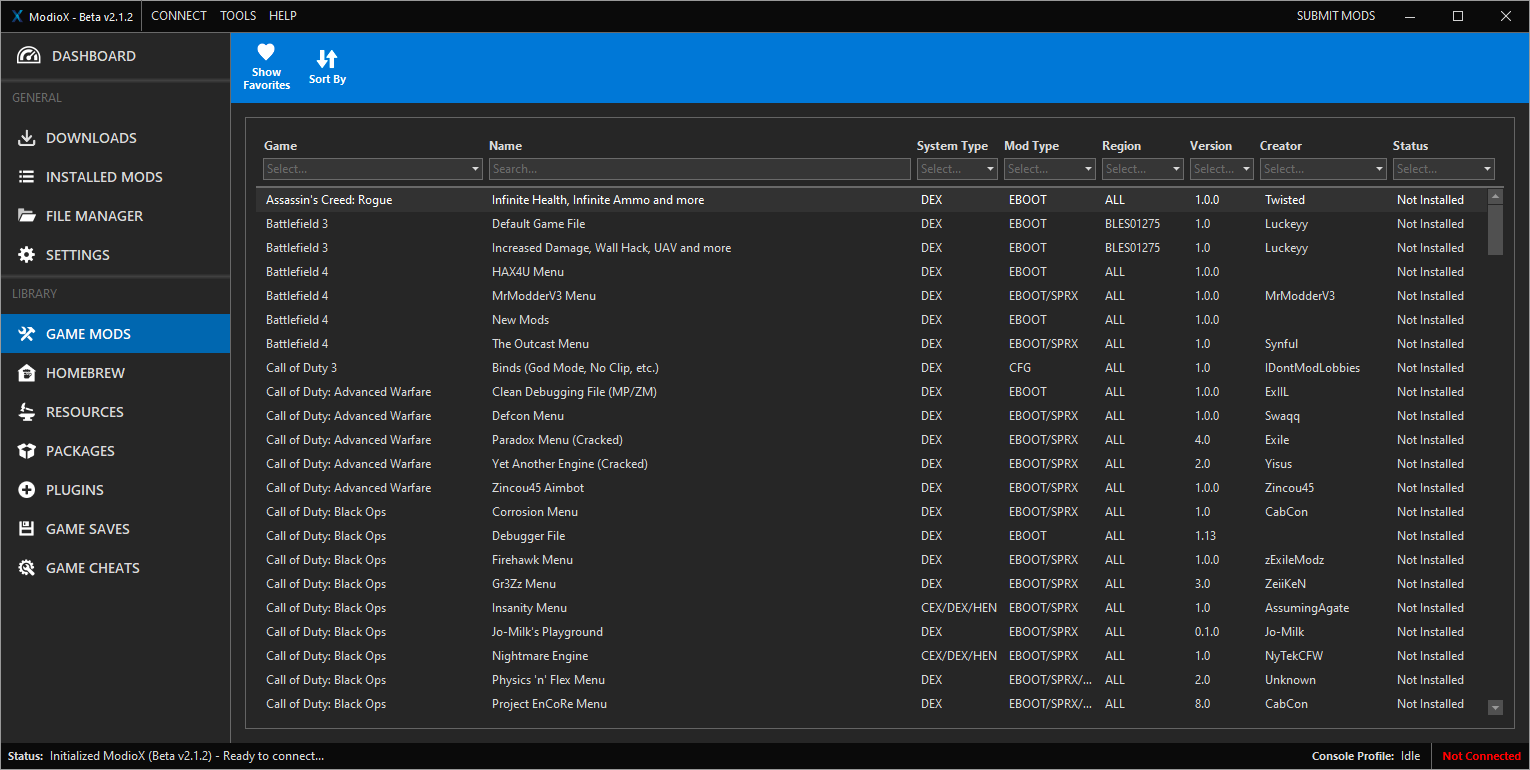 ModioX - Beta v2.1.2 CONNECT TOOLS HELP SUBMIT MODS
DASHBOARD
GENERAL
DOWNLOADS
INSTALLED MODS
FILE MANAGER
SETTINGS
LIBRARY
GAME MODS
HOMEBREW
RESOURCES
PACKAGES
PLUGINS
GAME SAVES
GAME CHEATS
Show
Favorites
Sort By
Game Name System Type Mod Type Region Version Creator Status
Select... Search... Select... Select... Select... Select... Select... Select...
Assassin's Creed: Rogue Infinite Health, Infinite Ammo and more DEX EBOOT ALL 1.0.0 Twisted Not Installed
Battlefield 3 Default Game File DEX EBOOT BLES01275 1.0 Luckeyy Not Installed
Battlefield 3 Increased Damage, Wall Hack, UAV and more DEX EBOOT BLES01275 1.0 Luckeyy Not Installed
Battlefield 4 HAX4U Menu DEX EBOOT ALL 1.0.0 Not Installed
Battlefield 4 MrModderV3 Menu DEX EBOOT/SPRX ALL 1.0.0 MrModderV3 Not Installed
Battlefield 4 New Mods DEX EBOOT ALL 1.0.0 Not Installed
Battlefield 4 The Outcast Menu DEX EBOOT/SPRX ALL 1.0 Synful Not Installed
Call of Duty 3 Binds (God Mode, No Clip, etc.) DEX CFG ALL 1.0 IDontModLobbies Not Installed
Call of Duty: Advanced Warfare Clean Debugging File (MP/ZM) DEX EBOOT ALL 1.0.0 ExIlL Not Installed
Call of Duty: Advanced Warfare Defcon Menu DEX EBOOT/SPRX ALL 1.0.0 Swaqq Not Installed
Call of Duty: Advanced Warfare Paradox Menu (Cracked) DEX EBOOT/SPRX ALL 4.0 Exile Not Installed
Call of Duty: Advanced Warfare Yet Another Engine (Cracked) DEX EBOOT/SPRX ALL 2.0 Yisus Not Installed
Call of Duty: Advanced Warfare Zincou45 Aimbot DEX EBOOT/SPRX ALL 1.0.0 Zincou45 Not Installed
Call of Duty: Black Ops Corrosion Menu DEX EBOOT/SPRX ALL 1.0 CabCon Not Installed
Call of Duty: Black Ops Debugger File DEX EBOOT ALL 1.13 Not Installed
Call of Duty: Black Ops Firehawk Menu DEX EBOOT/SPRX ALL 1.0.0 zExileModz Not Installed
Call of Duty: Black Ops Gr3Zz Menu DEX EBOOT/SPRX ALL 3.0 ZeiiKeN Not Installed
Call of Duty: Black Ops Insanity Menu CEX/DEX/HEN EBOOT/SPRX ALL 1.0 AssumingAgate Not Installed
Call of Duty: Black Ops Jo-Milk's Playground DEX EBOOT/SPRX ALL 0.1.0 Jo-Milk Not Installed
Call of Duty: Black Ops Nightmare Engine CEX/DEX/HEN EBOOT/SPRX ALL 1.0 NyTekCFW Not Installed
Call of Duty: Black Ops Physics 'n' Flex Menu DEX EBOOT/SPRX/... ALL 2.0 Unknown Not Installed
Call of Duty: Black Ops Project EnCoRe Menu DEX EBOOT/SPRX/... ALL 8.0 CabCon Not Installed
Status: Initialized ModioX (Beta v2.1.2) - Ready to connect... Console Profile: Idle Not Connected